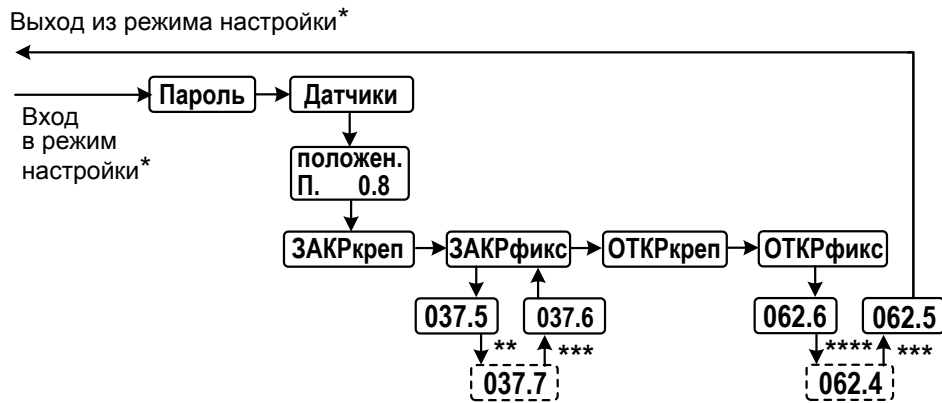 Выход из режима настройки*
Пароль
Датчики
Вход
в режим
настройки*
положен.
П. 0.8
ЗАКРкреп
ЗАКРфикс
ОТКРкреп
ОТКРфикс
037.5
037.6
062.6
062.5
**
***
****
***
037.7
062.4